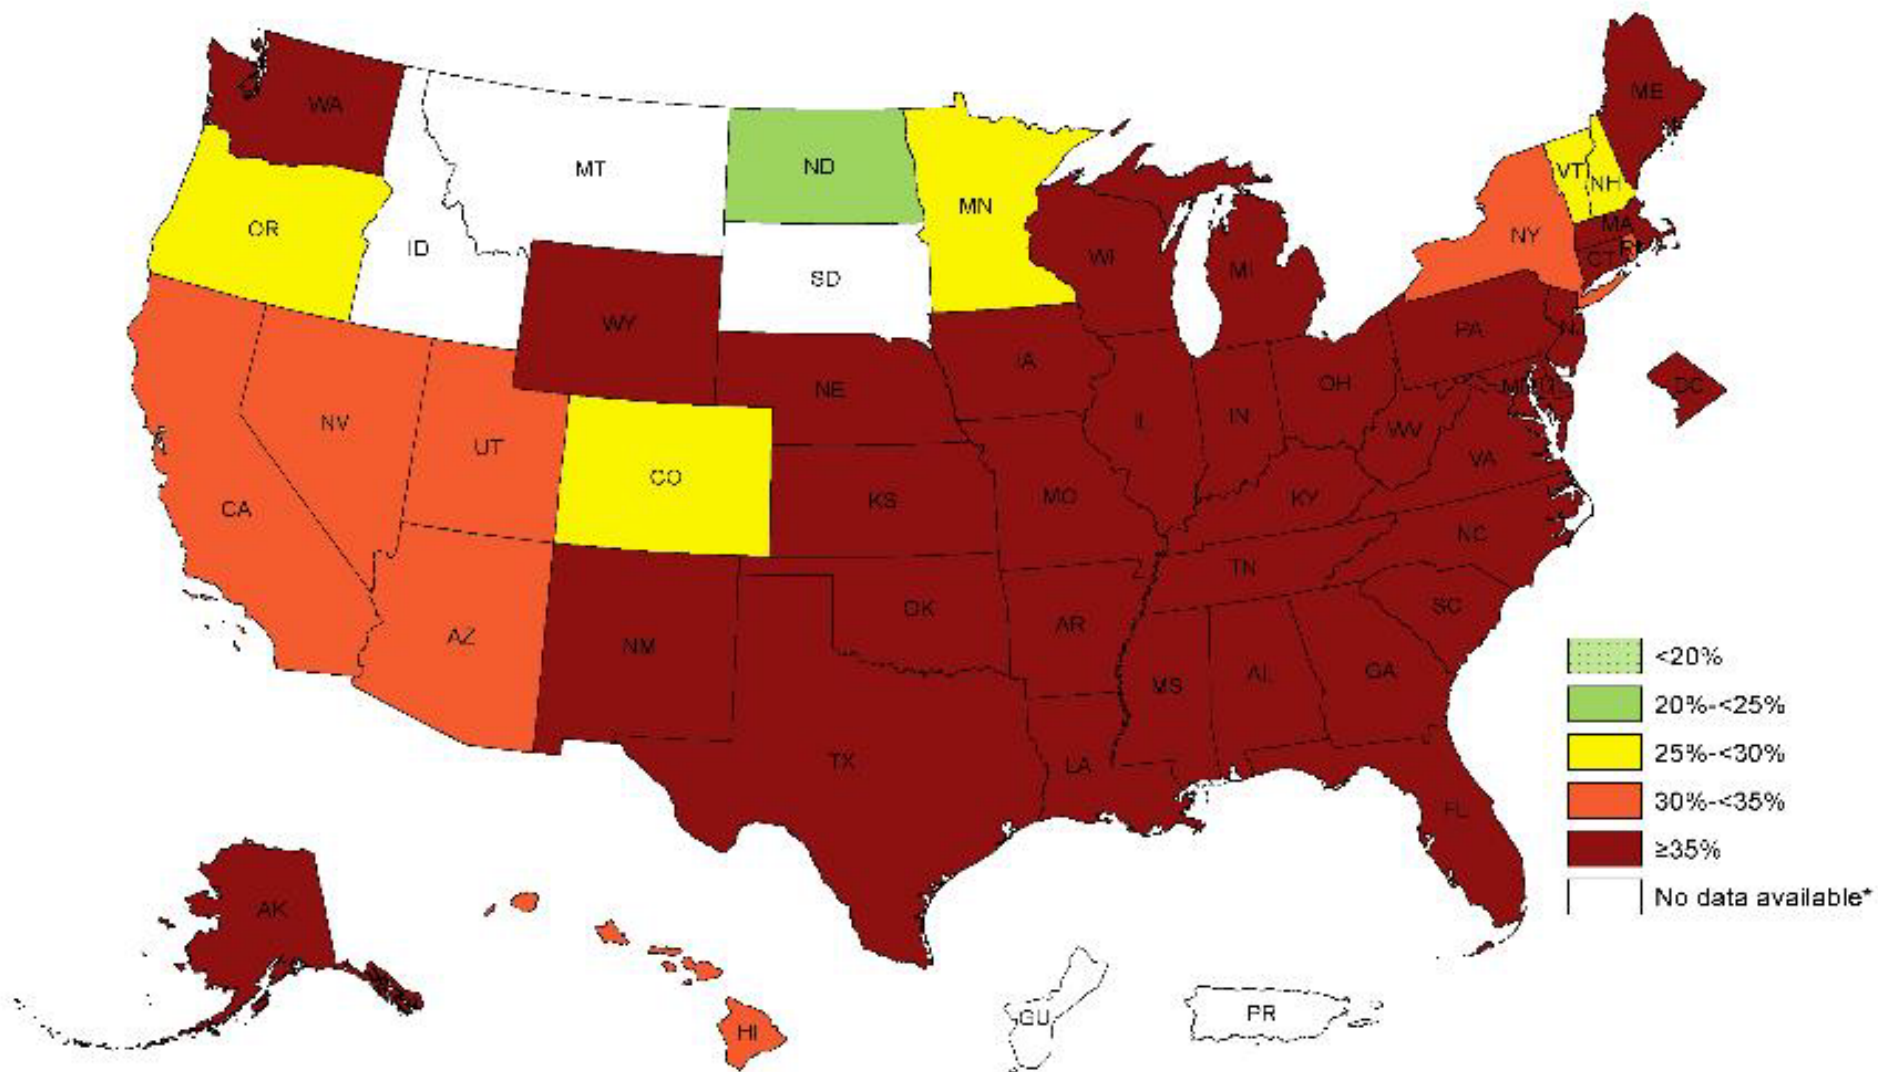 ME
WA
MT
ND
VT
NH
MN
OR
NY
MA
RI
ID
WI
CT
MI
SD
WY
PA
NJ
IA
OH
MD
DE
DC
NE
IN
NV
IL
WV
UT
VA
CO
MO
KY
KS
CA
NC
TN
OK
SC
AR
AZ
NM
GA
AL
MS
<20%
20%-<25%
25%-<30%
TX
LA
30%-<35%
FL
≥35%
No data available*
AK
PR
GU
HI